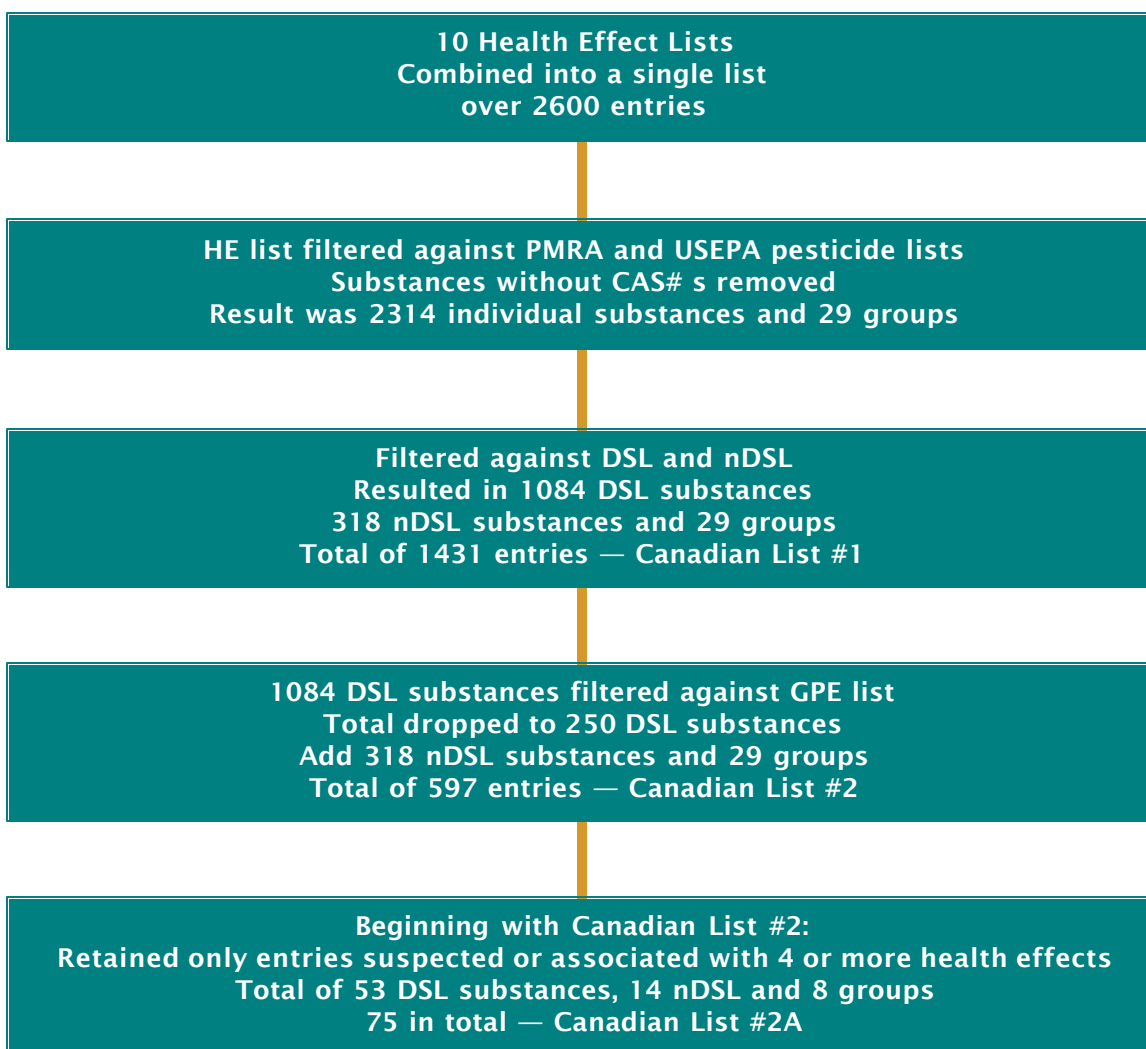 10 Health Effect Lists
Combined into a single list
over 2600 entries
HE list filtered against PMRA and USEPA pesticide lists
Substances without CAS# s removed
Result was 2314 individual substances and 29 groups
Filtered against DSL and nDSL
Resulted in 1084 DSL substances
318 nDSL substances and 29 groups
Total of 1431 entries — Canadian List #1
1084 DSL substances filtered against GPE list
Total dropped to 250 DSL substances
Add 318 nDSL substances and 29 groups
Total of 597 entries — Canadian List #2
Beginning with Canadian List #2:
Retained only entries suspected or associated with 4 or more health effects
Total of 53 DSL substances, 14 nDSL and 8 groups
75 in total — Canadian List #2A